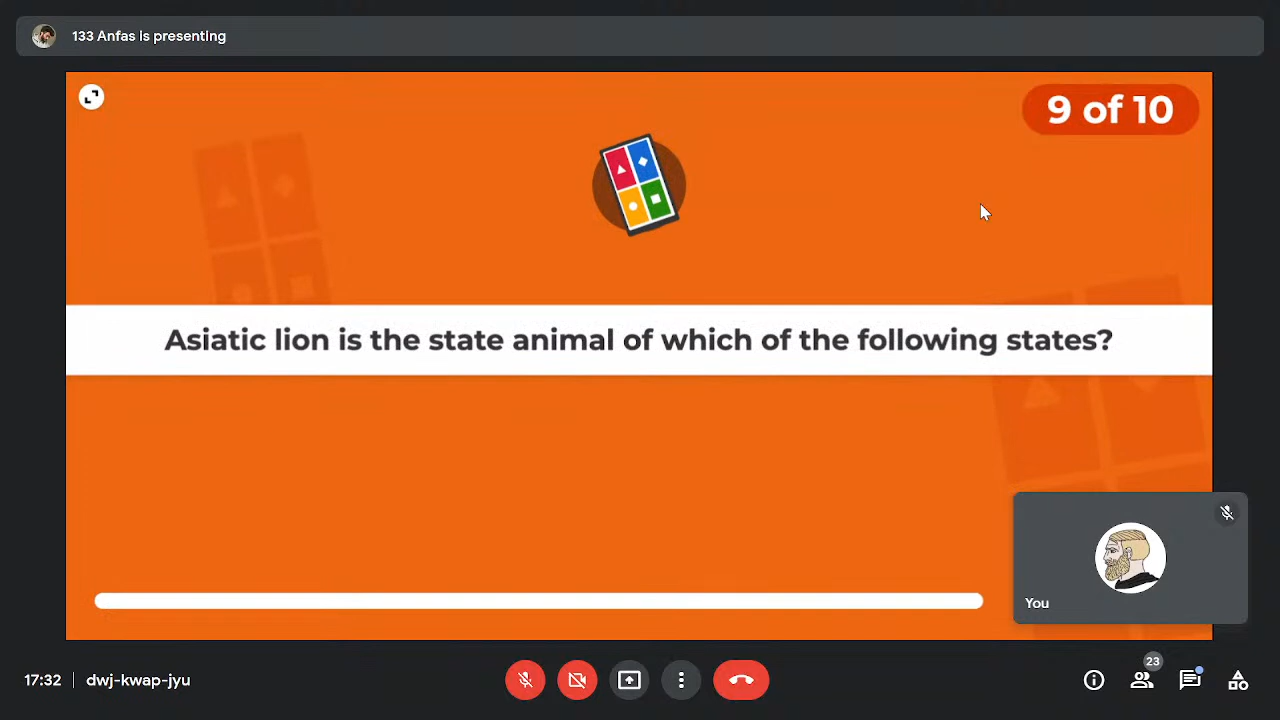 133 Anfas Is presenting
9 of 10
Asiatic lion is the state animal of which of the following states?
You
17:32 | dwj-kwap-jyu
23